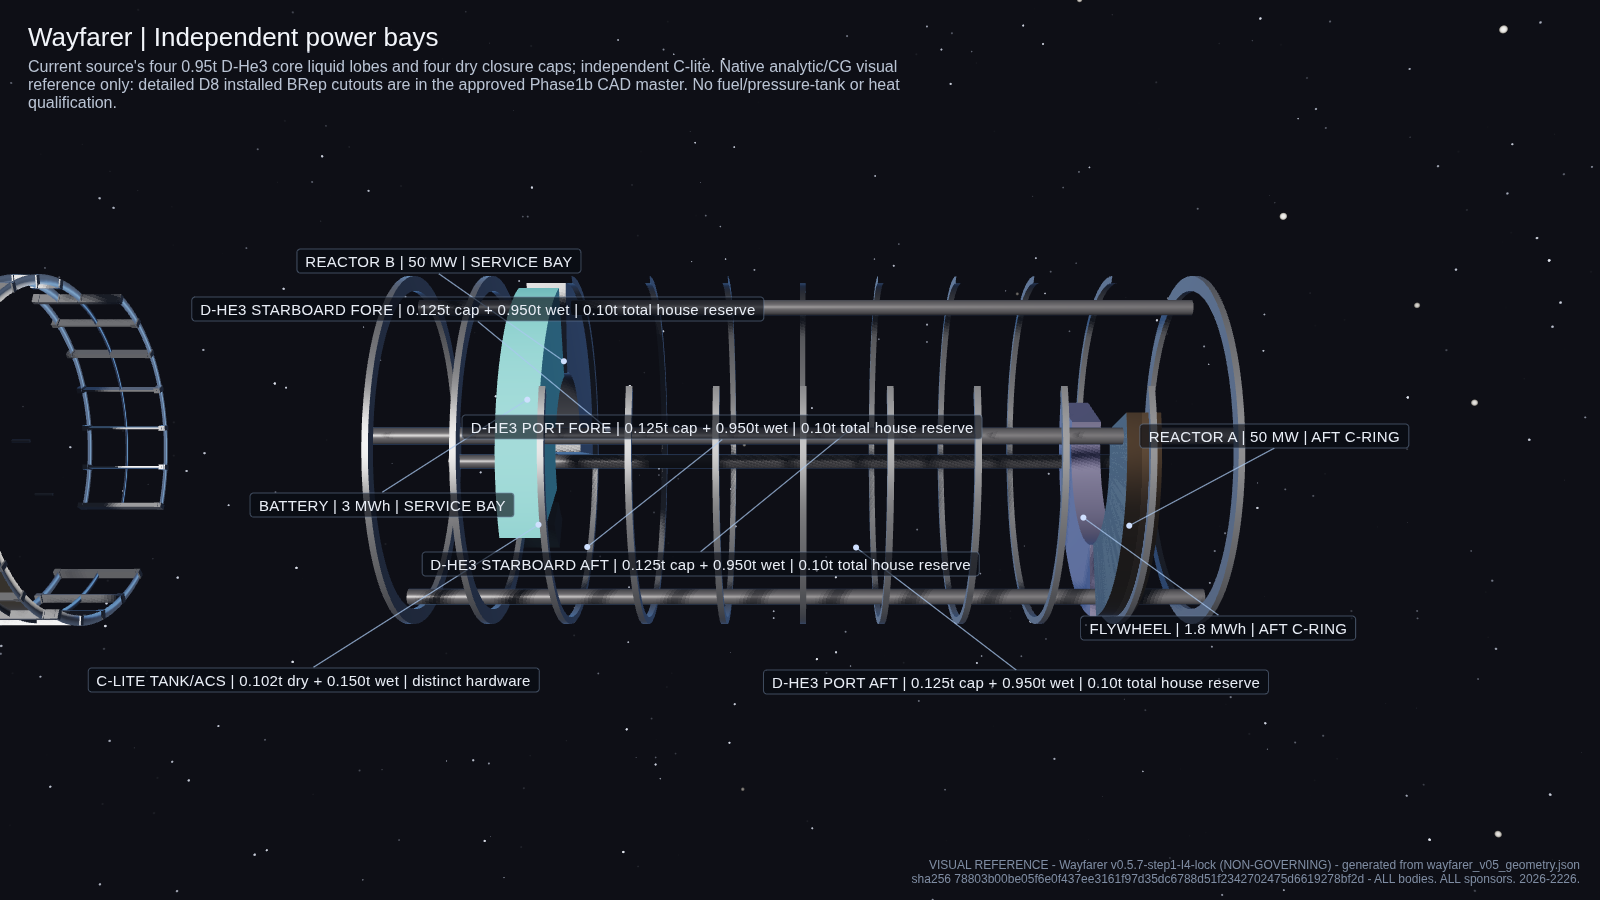 Wayfarer | Independent power bays
Current source's four 0.95t D-He3 core liquid lobes and four dry closure caps; independent C-lite. Native analytic/CG visual
reference only: detailed D8 installed BRep cutouts are in the approved Phase1b CAD master. No fuel/pressure-tank or heat
qualification.
REACTOR B | 50 MW | SERVICE BAY
D-HE3 STARBOARD FORE | 0.125t cap + 0.950t wet | 0.10t total house reserve
D-HE3 PORT FORE | 0.125t cap + 0.950t wet | 0.10t total house reserve
REACTOR A | 50 MW | AFT C-RING
BATTERY | 3 MWh | SERVICE BAY
D-HE3 STARBOARD AFT | 0.125t cap + 0.950t wet | 0.10t total house reserve
FLYWHEEL | 1.8 MWh | AFT C-RING
C-LITE TANK/ACS | 0.102t dry + 0.150t wet | distinct hardware
D-HE3 PORT AFT | 0.125t cap + 0.950t wet | 0.10t total house reserve
VISUAL REFERENCE - Wayfarer v0.5.7-step1-I4-lock (NON-GOVERNING) - generated from wayfarer_v05_geometry.json
sha256 78803b00be05f6e0f437ee3161f97d35dc6788d51f2342702475d6619278bf2d - ALL bodies. ALL sponsors. 2026-2226.